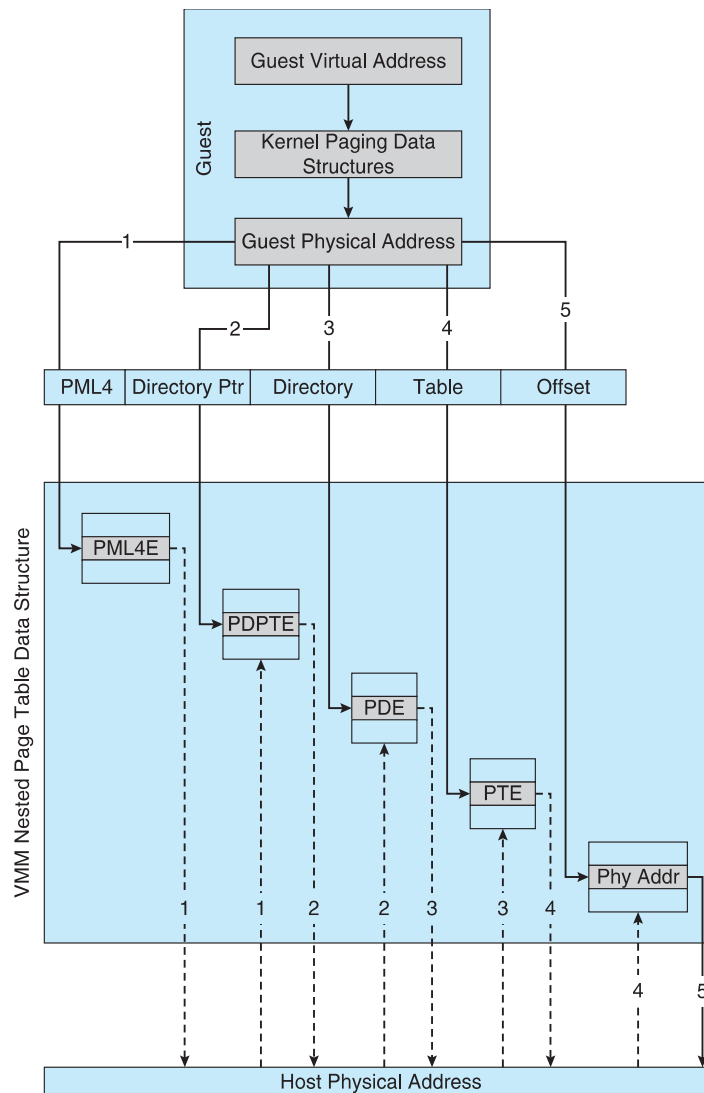 Guest Virtual Address
Kernel Paging Data
Structures
Guest
Guest Physical Address
1
2
3
4
5
PML4
Directory Ptr
Directory
Table
Offset
VMM Nested Page Table Data Structure
PML4E
PDPTE
PDE
PTE
Phy Addr
1
1
2
2
3
3
4
4
5
Host Physical Address